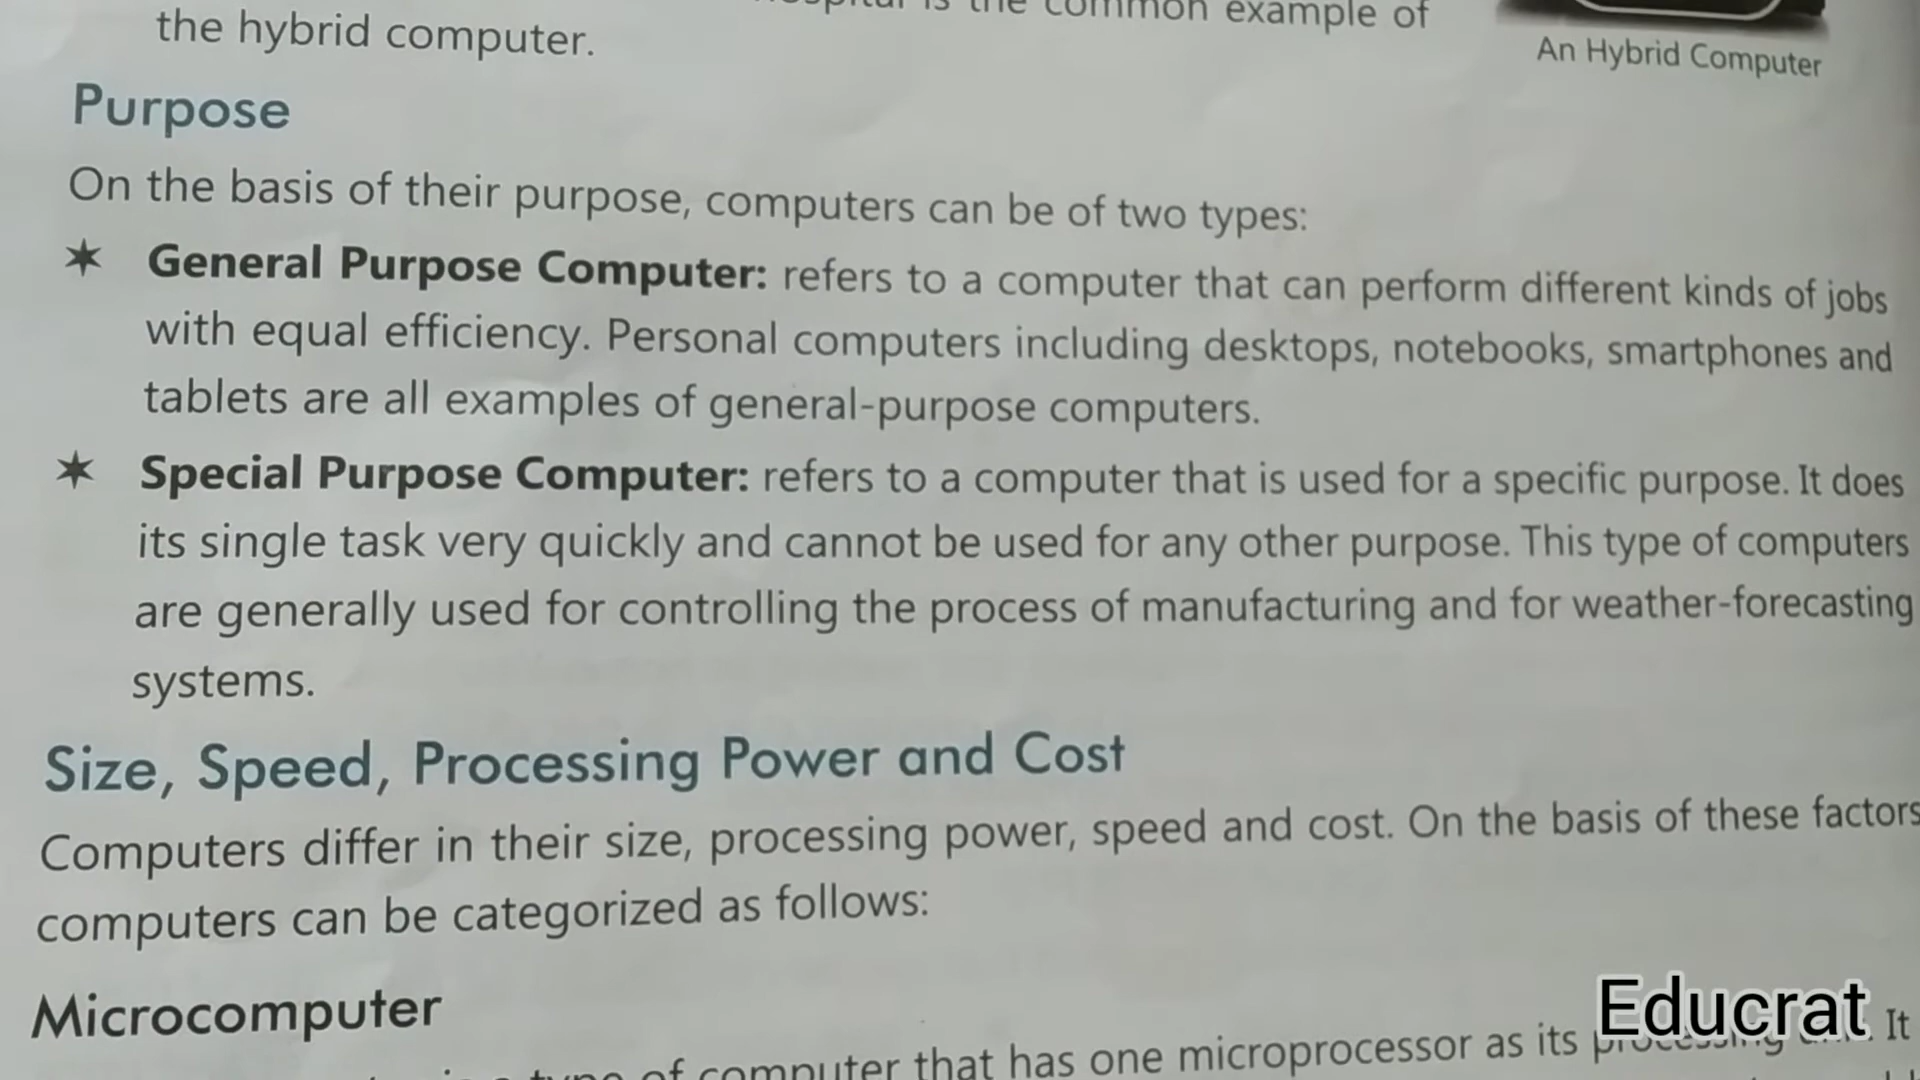 is the common example of
the hybrid computer.
An Hybrid Computer
Purpose
On the basis of their purpose, computers can be of two types:
✶ General Purpose Computer: refers to a computer that can perform different kinds of jobs
with equal efficiency. Personal computers including desktops, notebooks, smartphones and
tablets are all examples of general-purpose computers.
✶ Special Purpose Computer: refers to a computer that is used for a specific purpose. It does
its single task very quickly and cannot be used for any other purpose. This type of computers
are generally used for controlling the process of manufacturing and for weather-forecasting
systems.
Size, Speed, Processing Power and Cost
Computers differ in their size, processing power, speed and cost. On the basis of these factors
computers can be categorized as follows:
Microcomputer
type of computer that has one microprocessor as its processing It
Educrat